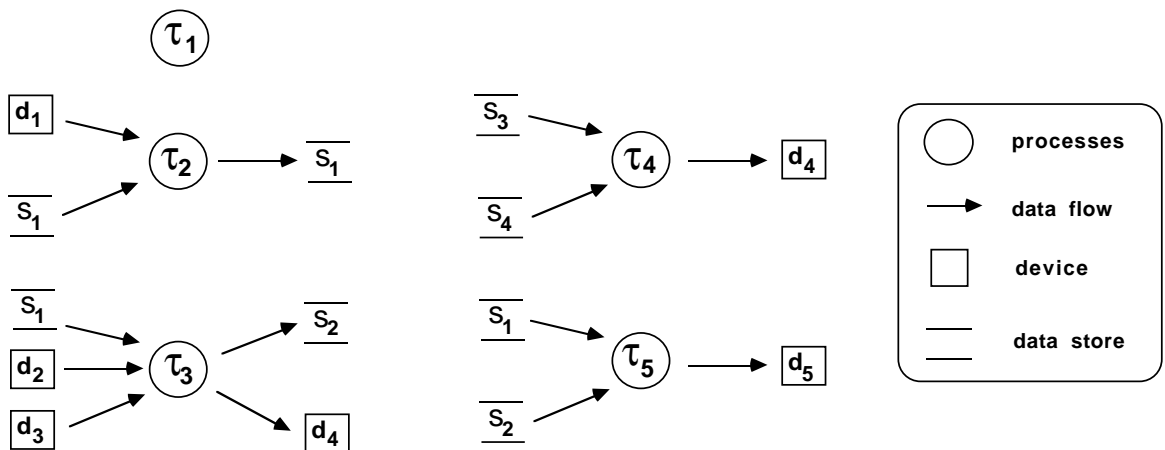 τ1
d1
S1
τ2
S1
S3
S4
τ4
d4
S1
d2
d3
τ3
S2
d4
S1
S2
τ5
d5
processes
data flow
device
data store